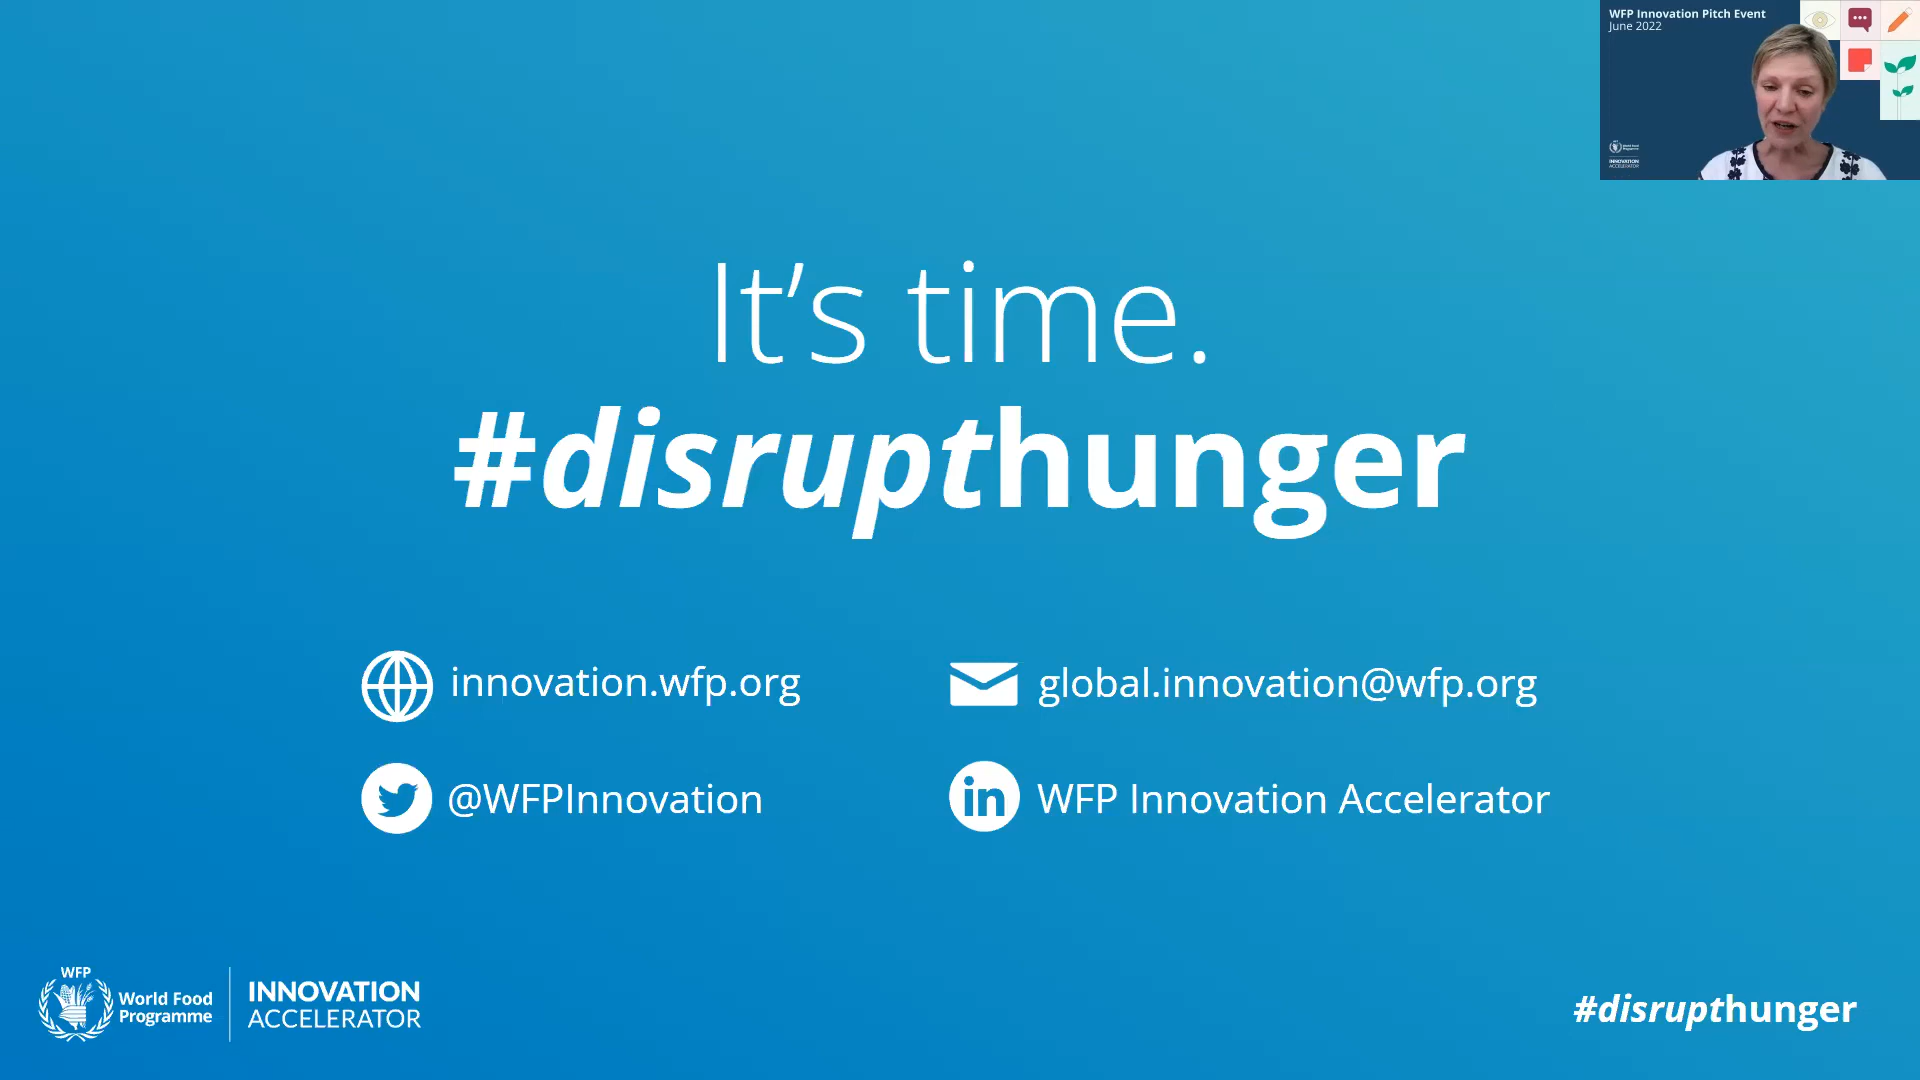 WFP Innovation Pitch Event
June 2022
It's time.
#disrupthunger
innovation.wfp.org
global.innovation@wfp.org
@WFPInnovation
in WFP Innovation Accelerator
WFP
World Food
Programme
INNOVATION
ACCELERATOR
#disrupthunger